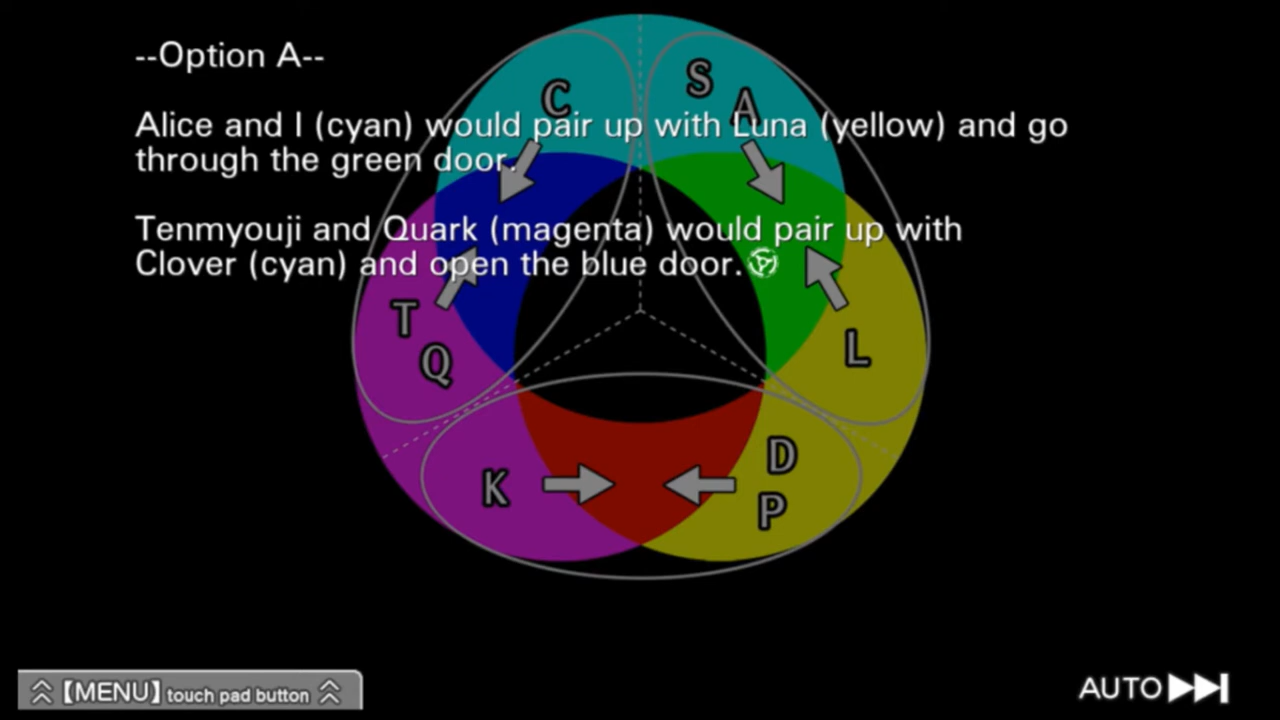 --Option A--
Alice and I (cyan) would pair up with Luna (yellow) and go
through the green door.
Tenmyouji and Quark (magenta) would pair up with
Clover (cyan) and open the blue door.
C
S
A
T
Q
L
K
D
P
【MENU】touch pad button
AUTO